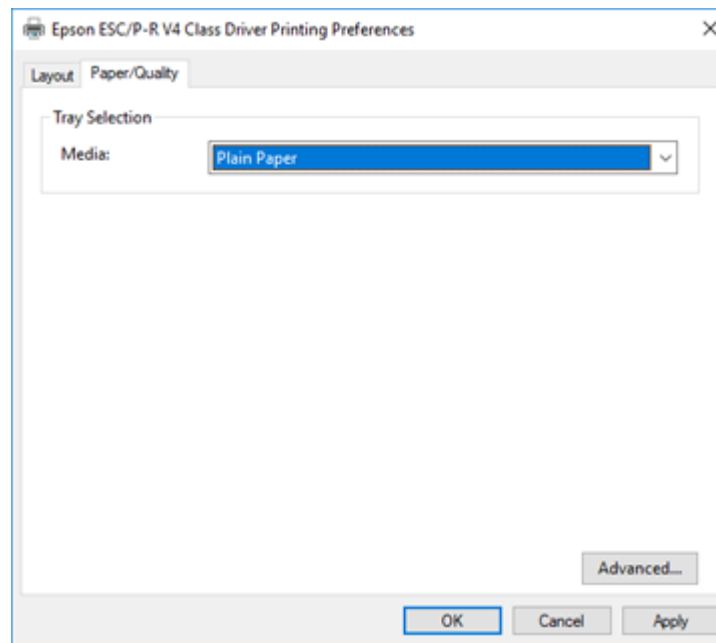 Epson ESC/P-R V4 Class Driver Printing Preferences
Layout Paper/Quality
Tray Selection
Media: Plain Paper
Advanced...
OK Cancel Apply